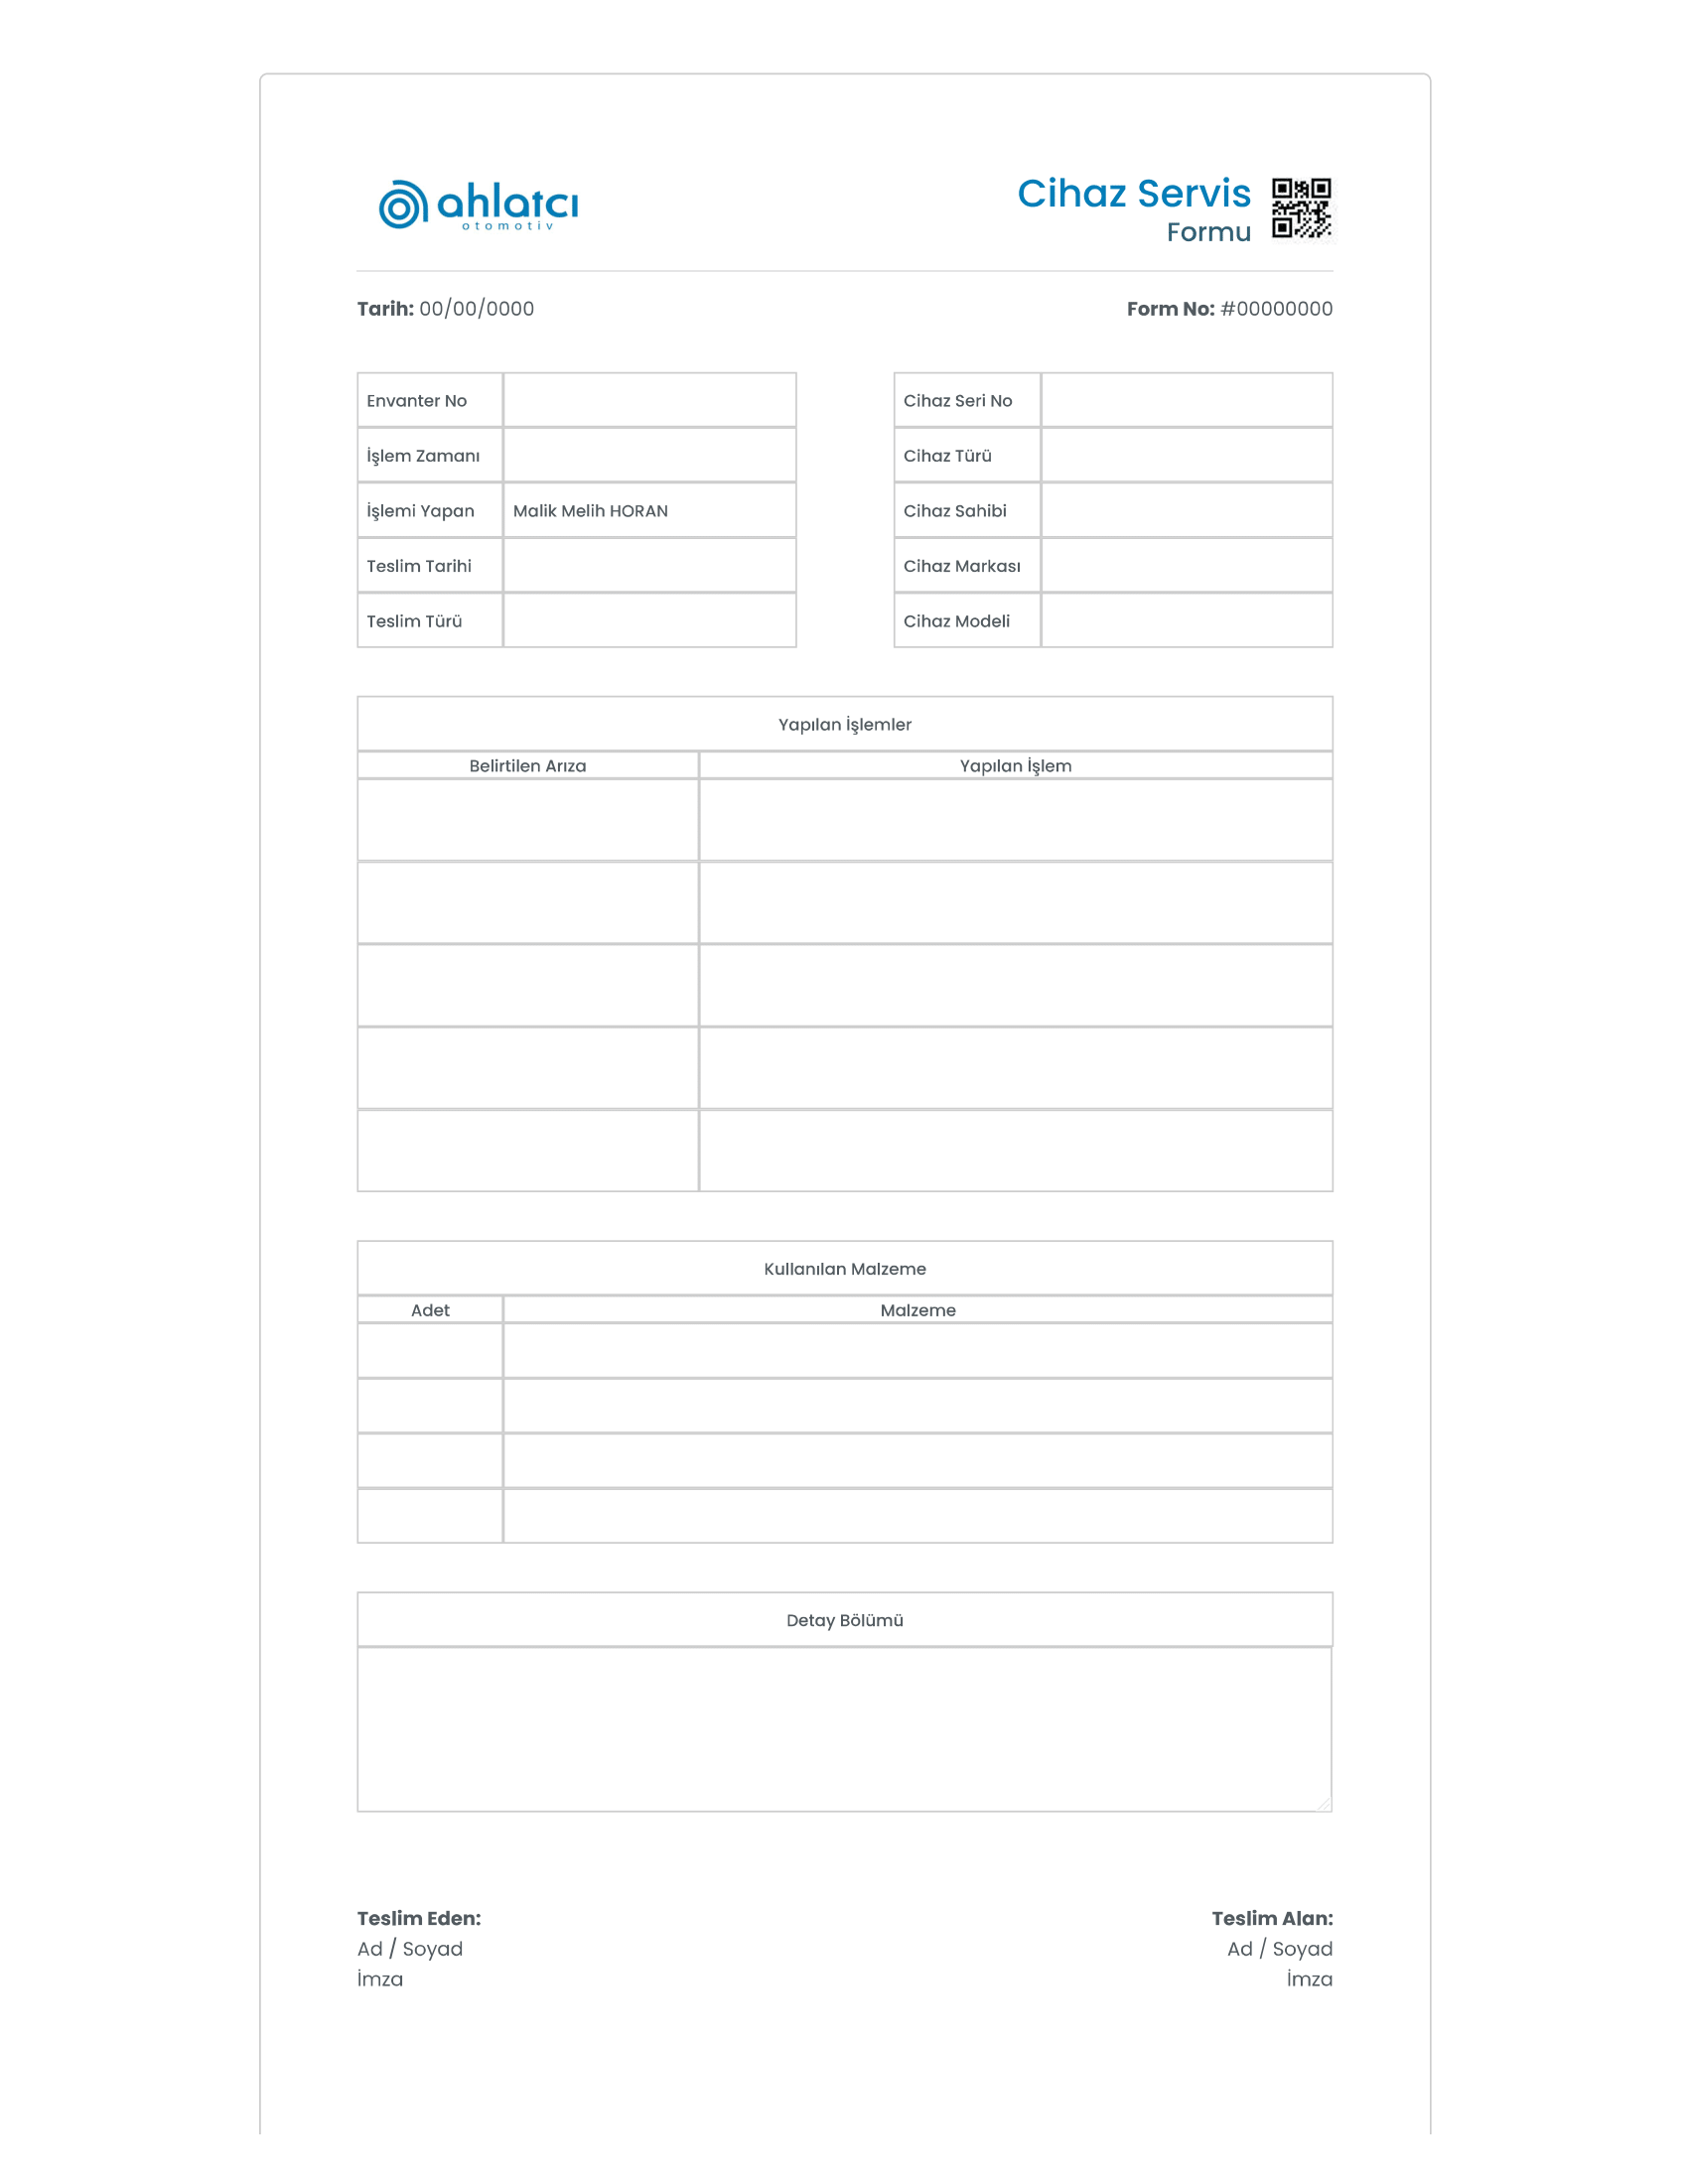 ahlatcı
otomotiv
Cihaz Servis
Formu
Tarih: 00/00/0000
Form No: #00000000
Envanter No
İşlem Zamanı
İşlemi Yapan
Malik Melih HORAN
Teslim Tarihi
Teslim Türü
Cihaz Seri No
Cihaz Türü
Cihaz Sahibi
Cihaz Markası
Cihaz Modeli
Yapılan İşlemler
Belirtilen Arıza
Yapılan İşlem
Kullanılan Malzeme
Adet
Malzeme
Detay Bölümü
Teslim Eden:
Ad / Soyad
İmza
Teslim Alan:
Ad / Soyad
İmza